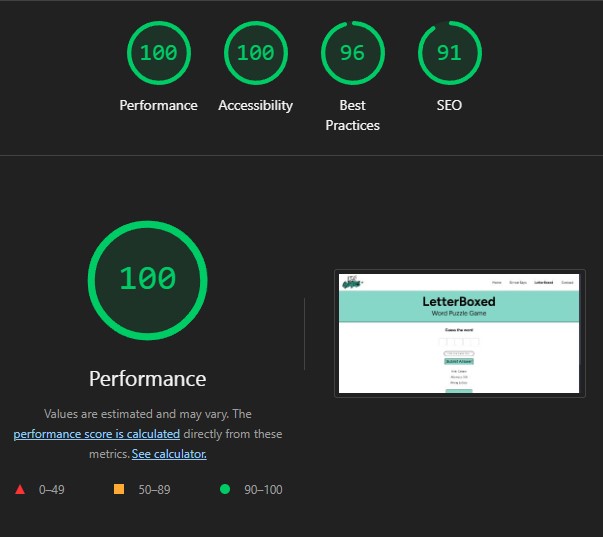 100
100
96
91
Performance
Accessibility
Best
Practices
SEO
100
Performance
Values are estimated and may vary. The
performance score is calculated directly from these
metrics. See calculator.
0–49
50–89
90–100
Home
LetterBoxed
Contact
LetterBoxed
Word Puzzle Game
Guess the word
Submit Answer